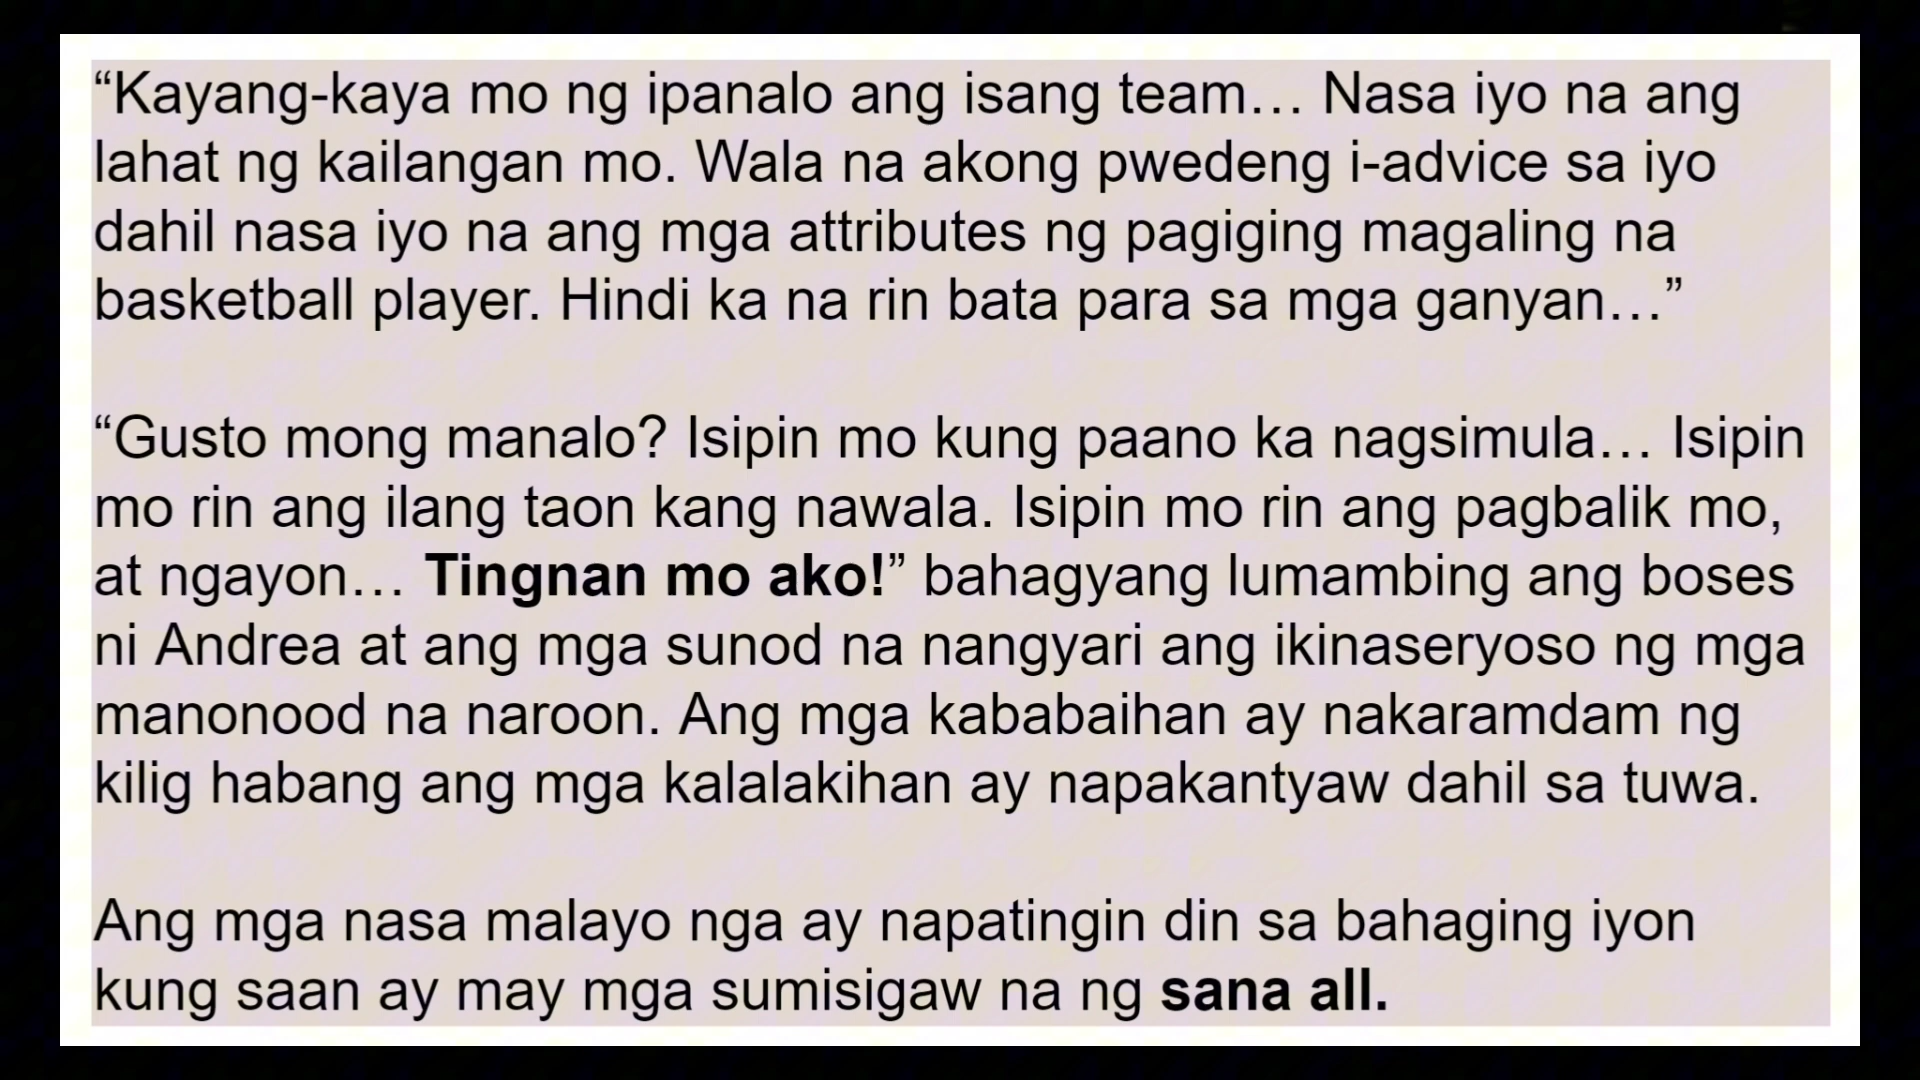 “Kayang-kaya mo ng ipanalo ang isang team… Nasa iyo na ang
lahat ng kailangan mo. Wala na akong pwedeng i-advice sa iyo
dahil nasa iyo na ang mga attributes ng pagiging magaling na
basketball player. Hindi ka na rin bata para sa mga ganyan…”
“Gusto mong manalo? Isipin mo kung paano ka nagsimula… Isipin
mo rin ang ilang taon kang nawala. Isipin mo rin ang pagbalik mo,
at ngayon… Tingnan mo ako!” bahagyang lumambing ang boses
ni Andrea at ang mga sunod na nangyari ang ikinaseryoso ng mga
manonood na naroon. Ang mga kababaihan ay nakaramdam ng
kilig habang ang mga kalalakihan ay napakantyaw dahil sa tuwa.
Ang mga nasa malayo nga ay napatingin din sa bahaging iyon
kung saan ay may mga sumisigaw na ng sana all.